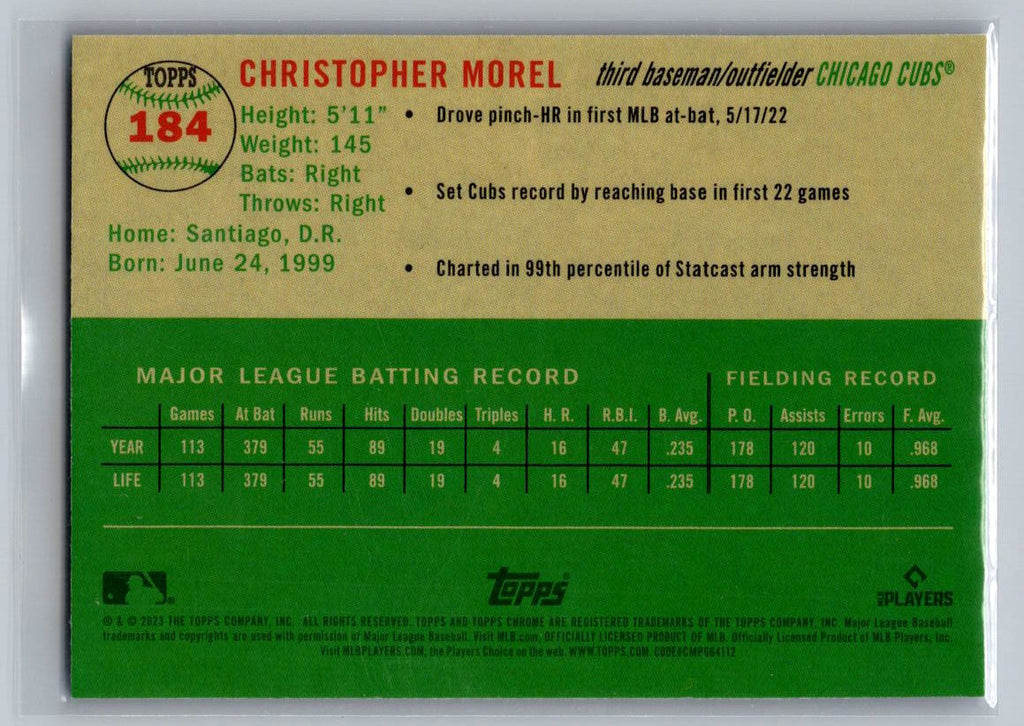 TOPPS
184
CHRISTOPHER MOREL
third baseman/outfielder CHICAGO CUBS®
Height: 5'11"
Weight: 145
Bats: Right
Throws: Right
Home: Santiago, D.R.
Born: June 24, 1999
• Drove pinch-HR in first MLB at-bat, 5/17/22
• Set Cubs record by reaching base in first 22 games
• Charted in 99th percentile of Statcast arm strength
MAJOR LEAGUE BATTING RECORD FIELDING RECORD
Games At Bat Runs Hits Doubles Triples H. R. R.B.I. B. Avg. P. O. Assists Errors F. Avg.
YEAR 113 379 55 89 19 4 16 47 .235 178 120 10 .968
LIFE 113 379 55 89 19 4 16 47 .235 178 120 10 .968
topps
MLB PLAYERS
© & © 2023 THE TOPPS COMPANY, INC. ALL RIGHTS RESERVED. TOPPS AND TOPPS CHROME ARE REGISTERED TRADEMARKS OF THE TOPPS COMPANY, INC. Major League Baseball
trademarks and copyrights are used with permission of Major League Baseball. Visit MLB.com. OFFICIALLY LICENSED PRODUCT OF MLB. Officially Licensed Product of MLB Players, Inc.
Visit MLBPLAYERS.COM, the Players Choice on the web. WWW.TOPPS.COM. CODE#CMP064112